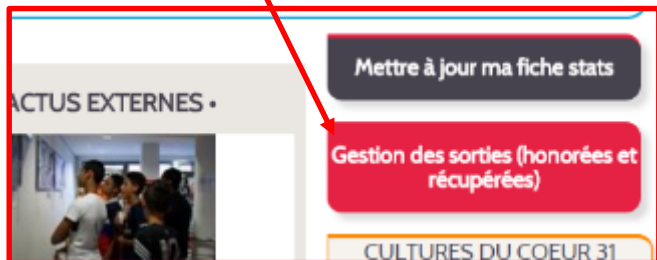 Mettre à jour ma fiche stats
ACTUS EXTERNES •
Gestion des sorties (honorées et
récupérées)
CULTURES DU COEUR 31